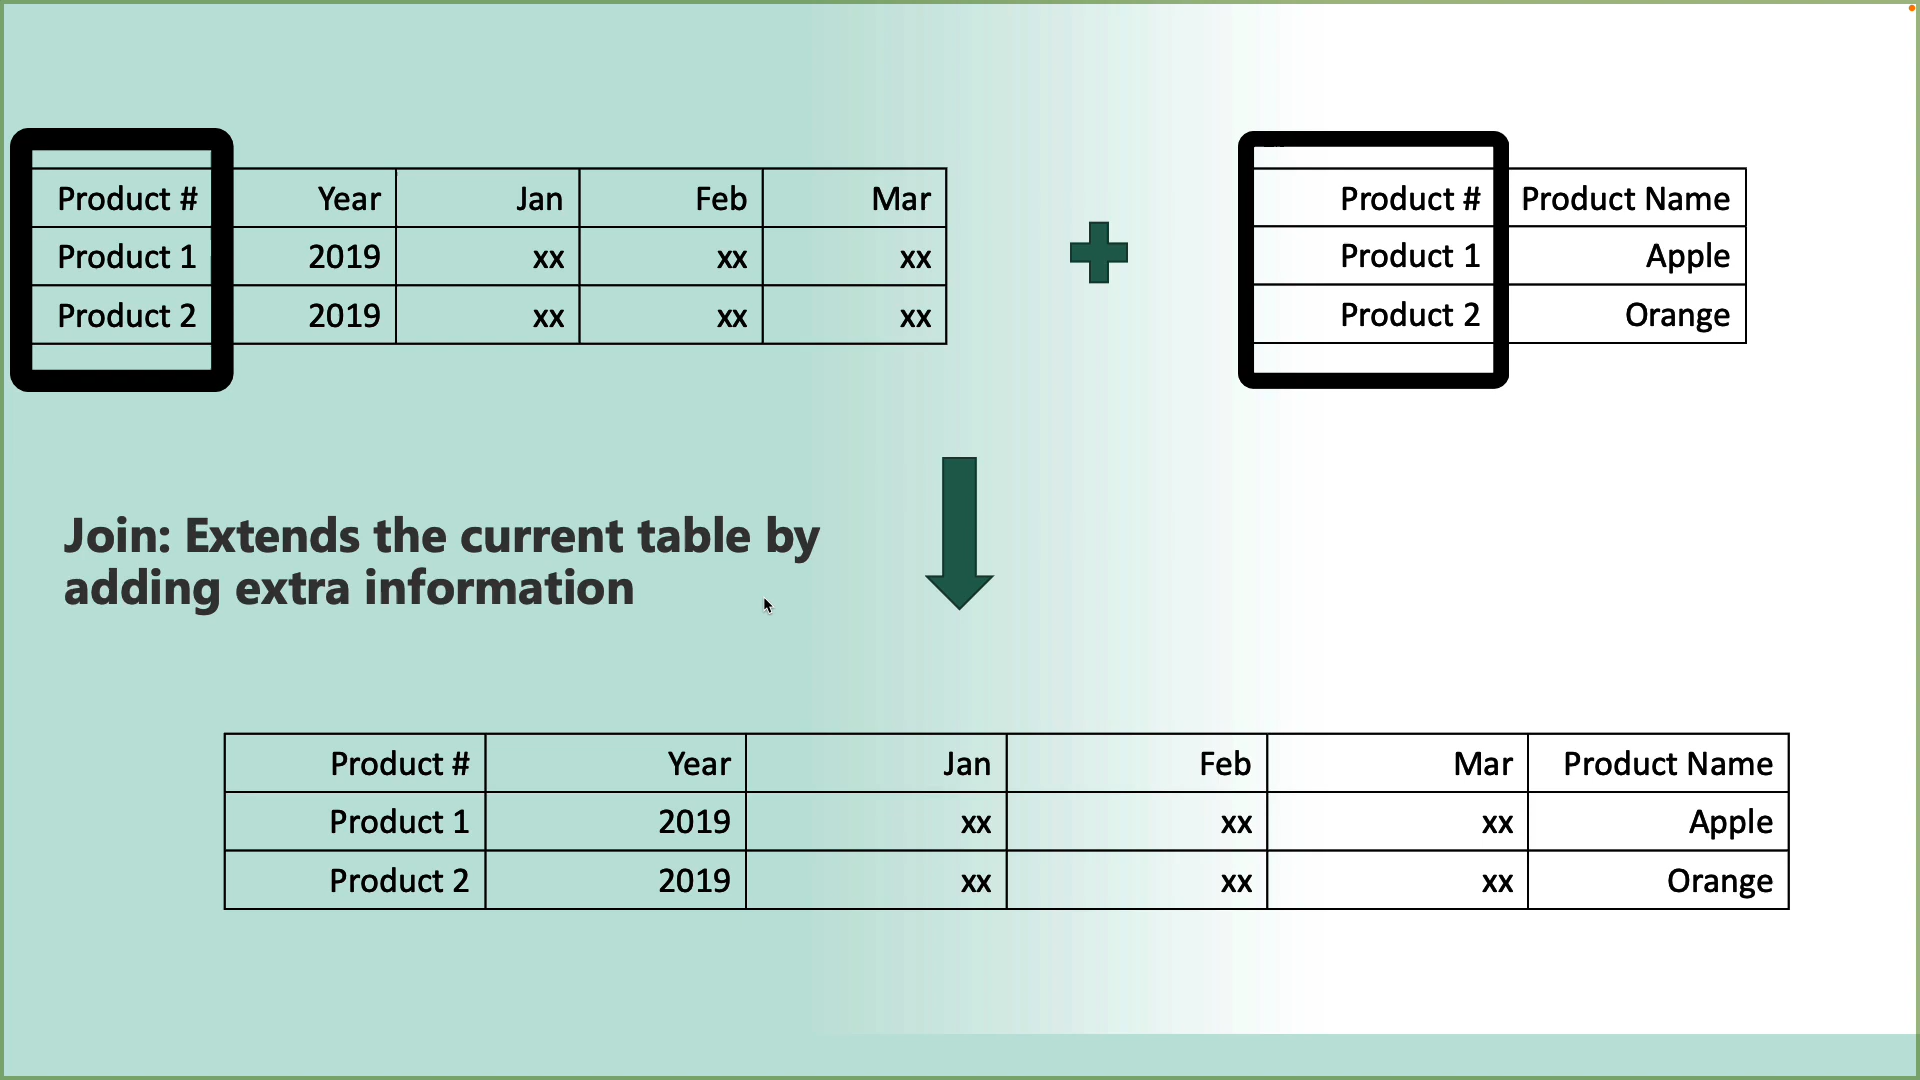 Product # Year Jan Feb Mar
Product 1 2019 xx xx xx
Product 2 2019 xx xx xx
Product # Product Name
Product 1 Apple
Product 2 Orange
Join: Extends the current table by
adding extra information
Product # Year Jan Feb Mar Product Name
Product 1 2019 xx xx xx Apple
Product 2 2019 xx xx xx Orange